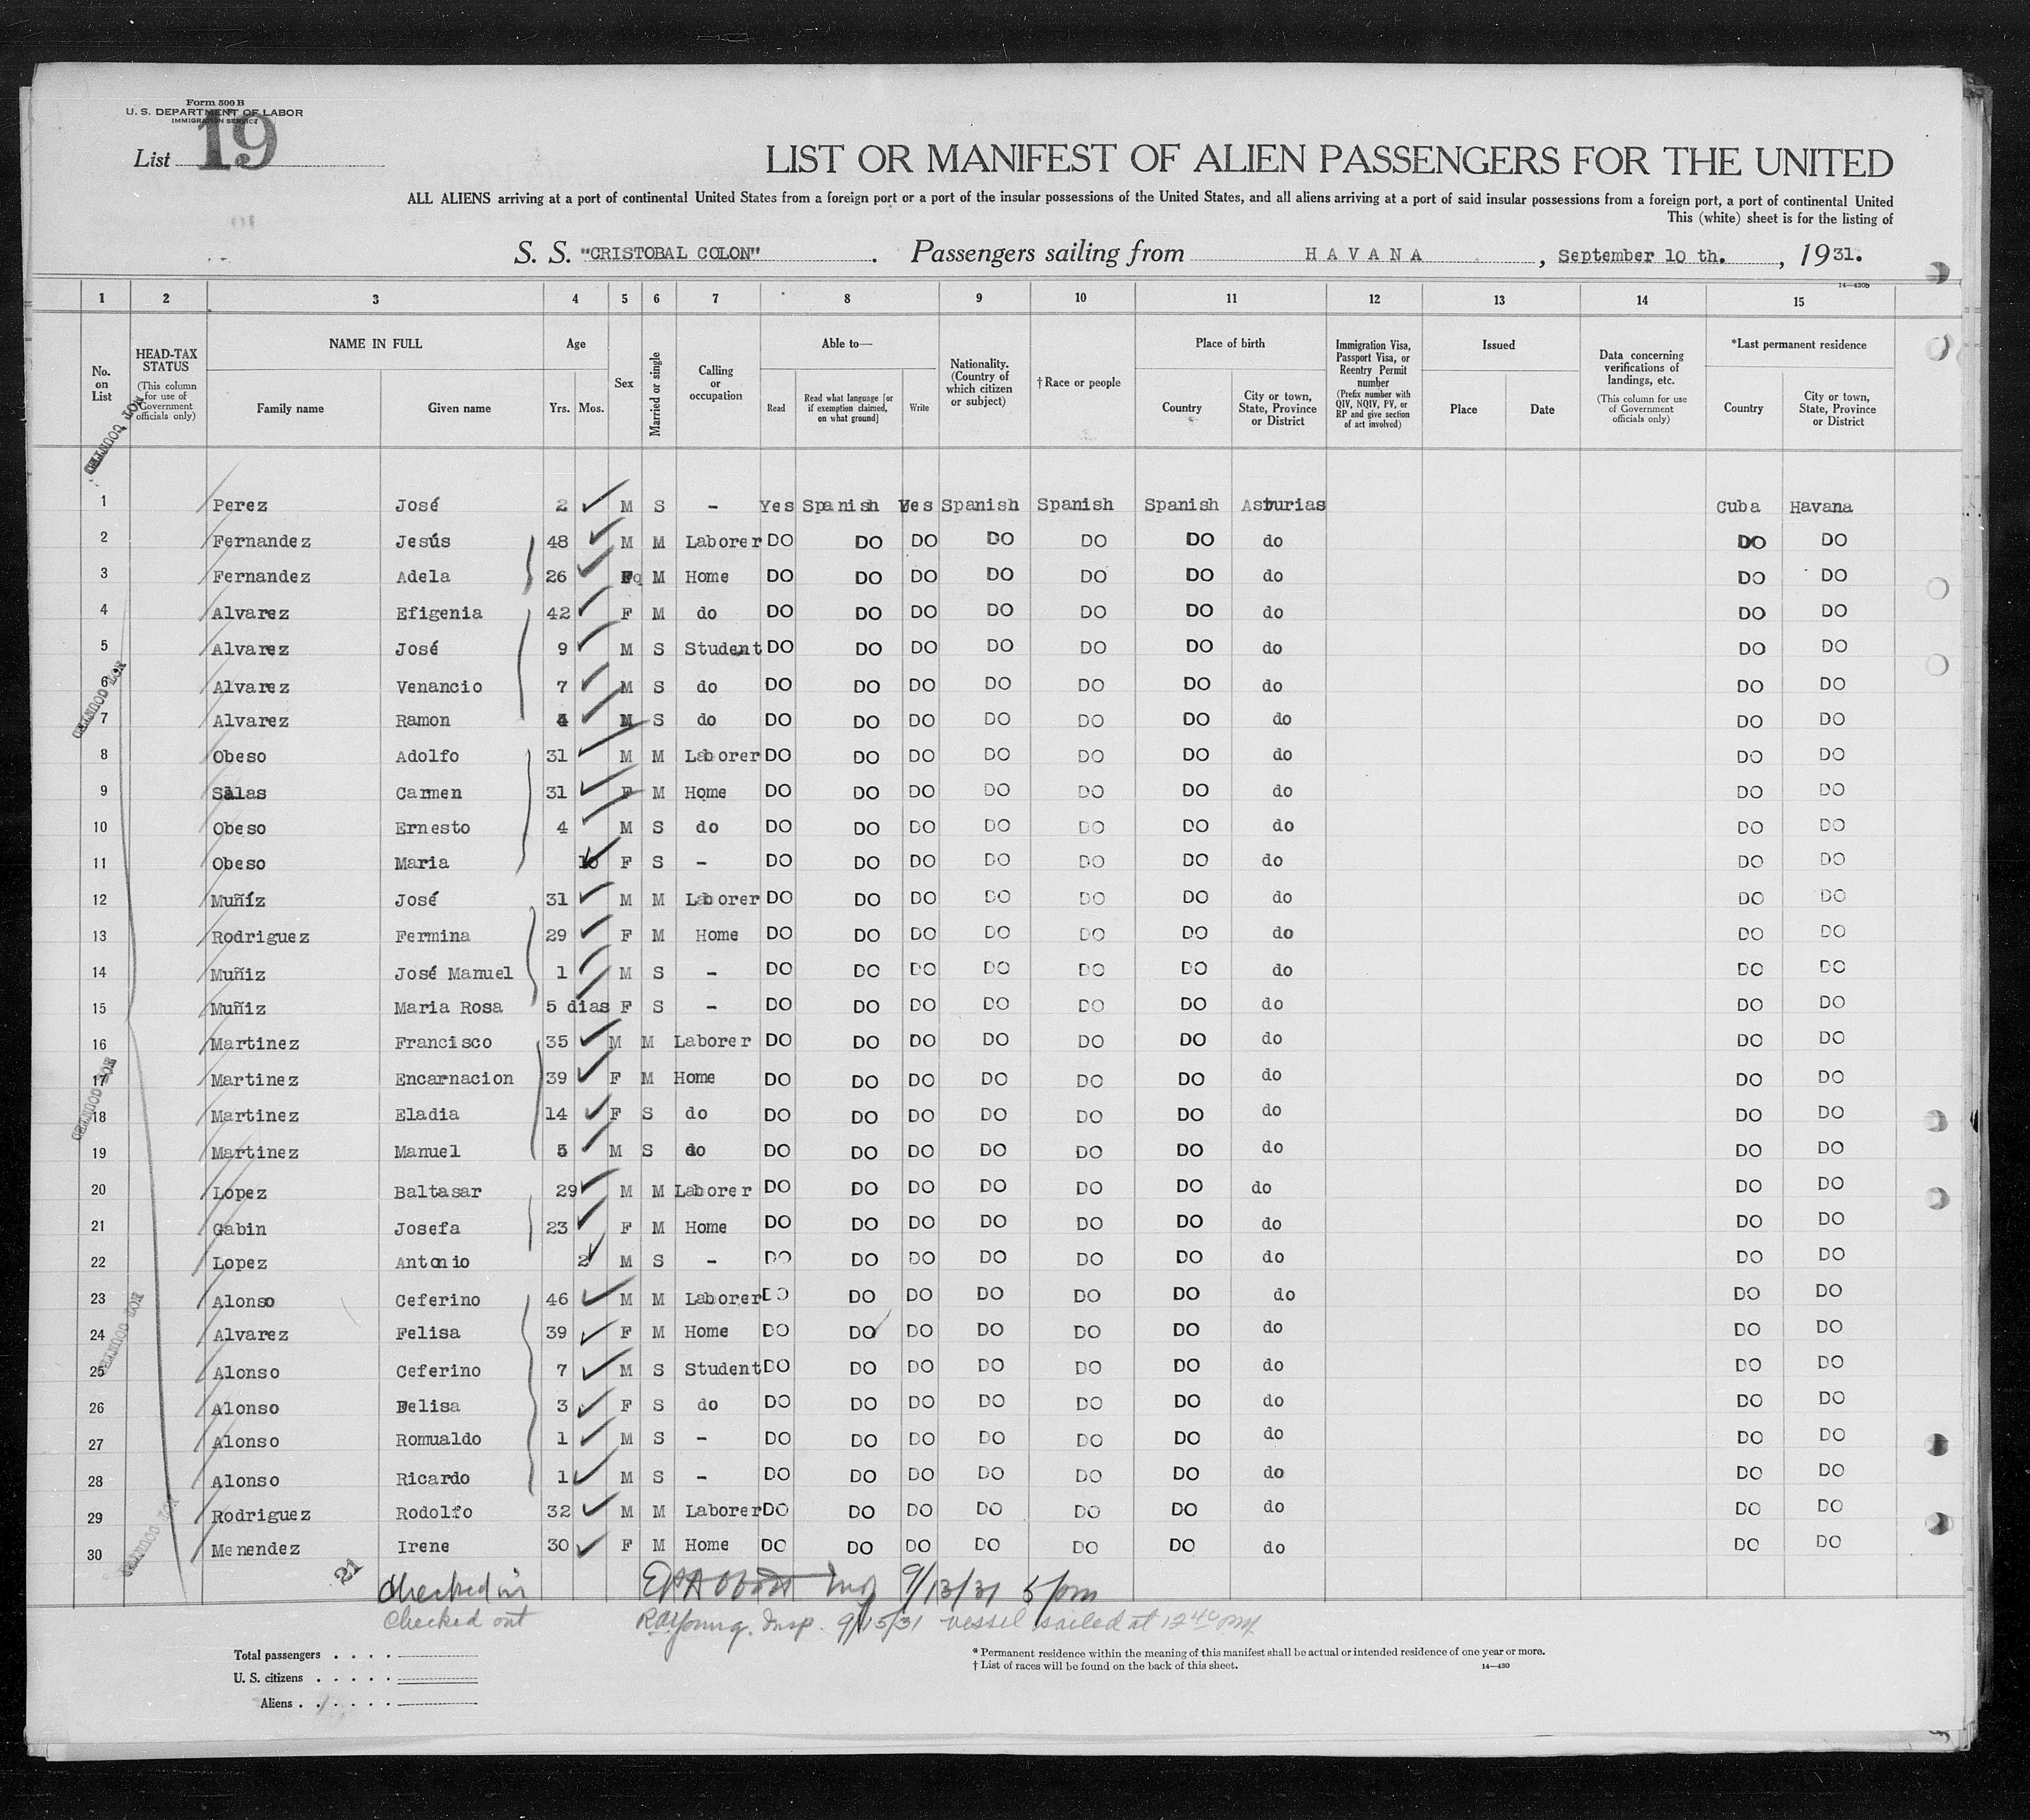 Form 500 B
U. S. DEPARTMENT OF LABOR
IMMIGRATION SERVICE
List 19
LIST OR MANIFEST OF ALIEN PASSENGERS FOR THE UNITED
ALL ALIENS arriving at a port of continental United States from a foreign port or a port of the insular possessions of the United States, and all aliens arriving at a port of said insular possessions from a foreign port, a port of continental United
This (white) sheet is for the listing of
S. S. "CRISTOBAL COLON" . Passengers sailing from HAVANA , September 10 th. , 1931.
14—430b
1 2 3 4 5 6 7 8 9 10 11 12 13 14 15
No. on List
HEAD-TAX STATUS (This column for use of Government officials only)
NAME IN FULL Family name Given name
Age Yrs. Mos.
Sex
Married or single
Calling or occupation
Able to— Read Read what language [or if exemption claimed, on what ground] Write
Nationality. (Country of which citizen or subject)
† Race or people
Place of birth Country City or town, State, Province or District
Immigration Visa, Passport Visa, or Reentry Permit number (Prefix number with QIV, NQIV, PV, or RP and give section of act involved)
Issued Place Date
Data concerning verifications of landings, etc. (This column for use of Government officials only)
*Last permanent residence Country City or town, State, Province or District
NOT COUNTED
1 Perez José 2 M S - Yes Spanish Yes Spanish Spanish Spanish Asturias Cuba Havana
2 Fernandez Jesús 48 M M Laborer DO DO DO DO DO DO do DO DO
3 Fernandez Adela 26 F M Home DO DO DO DO DO DO do DO DO
4 Alvarez Efigenia 42 F M do DO DO DO DO DO DO do DO DO
5 Alvarez José 9 M S Student DO DO DO DO DO DO do DO DO
NOT COUNTED
6 Alvarez Venancio 7 M S do DO DO DO DO DO DO do DO DO
7 Alvarez Ramon 4 M S do DO DO DO DO DO DO do DO DO
8 Obeso Adolfo 31 M M Laborer DO DO DO DO DO DO do DO DO
9 Salas Carmen 31 F M Home DO DO DO DO DO DO do DO DO
10 Obeso Ernesto 4 M S do DO DO DO DO DO DO do DO DO
11 Obeso Maria 10 F S - DO DO DO DO DO DO do DO DO
12 Muñíz José 31 M M Laborer DO DO DO DO DO DO do DO DO
13 Rodriguez Fermina 29 F M Home DO DO DO DO DO DO do DO DO
14 Muñiz José Manuel 1 M S - DO DO DO DO DO DO do DO DO
15 Muñiz Maria Rosa 5 dias F S - DO DO DO DO DO DO do DO DO
16 Martinez Francisco 35 M M Laborer DO DO DO DO DO DO do DO DO
NOT COUNTED
17 Martinez Encarnacion 39 F M Home DO DO DO DO DO DO do DO DO
18 Martinez Eladia 14 F S do DO DO DO DO DO DO do DO DO
19 Martinez Manuel 5 M S do DO DO DO DO DO DO do DO DO
20 Lopez Baltasar 29 M M Laborer DO DO DO DO DO DO do DO DO
21 Gabin Josefa 23 F M Home DO DO DO DO DO DO do DO DO
22 Lopez Antonio 2 M S - DO DO DO DO DO DO do DO DO
23 Alonso Ceferino 46 M M Laborer DO DO DO DO DO DO do DO DO
NOT COUNTED
24 Alvarez Felisa 39 F M Home DO DO DO DO DO DO do DO DO
25 Alonso Ceferino 7 M S Student DO DO DO DO DO DO do DO DO
26 Alonso Felisa 3 F S do DO DO DO DO DO DO do DO DO
27 Alonso Romualdo 1 M S - DO DO DO DO DO DO do DO DO
28 Alonso Ricardo 1 M S - DO DO DO DO DO DO do DO DO
29 Rodriguez Rodolfo 32 M M Laborer DO DO DO DO DO DO do DO DO
NOT COUNTED
30 Menendez Irene 30 F M Home DO DO DO DO DO DO do DO DO
21
Checked in 9/13/31 5 pm
Checked out Young. Insp. 9/15/31 vessel sailed at 12 40 pm
Total passengers . . . .
U. S. citizens . . . . .
Aliens . . . . . .
* Permanent residence within the meaning of this manifest shall be actual or intended residence of one year or more.
† List of races will be found on the back of this sheet. 14—430